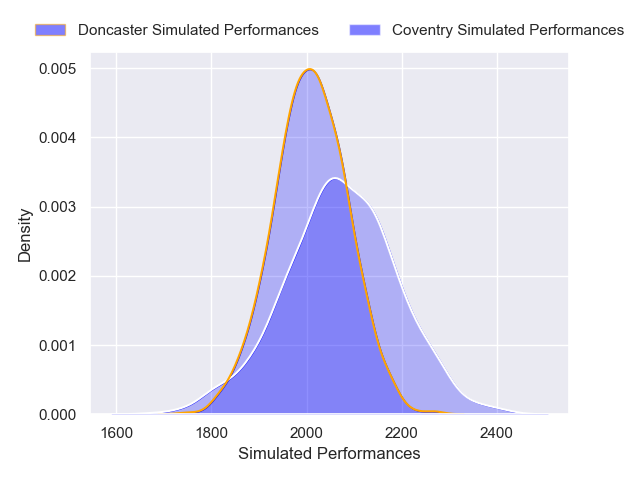 Doncaster Simulated Performances Coventry Simulated Performances
0.005
0.004
0.003
0.002
0.001
0.000
Density
1600 1800 2000 2200 2400
Simulated Performances